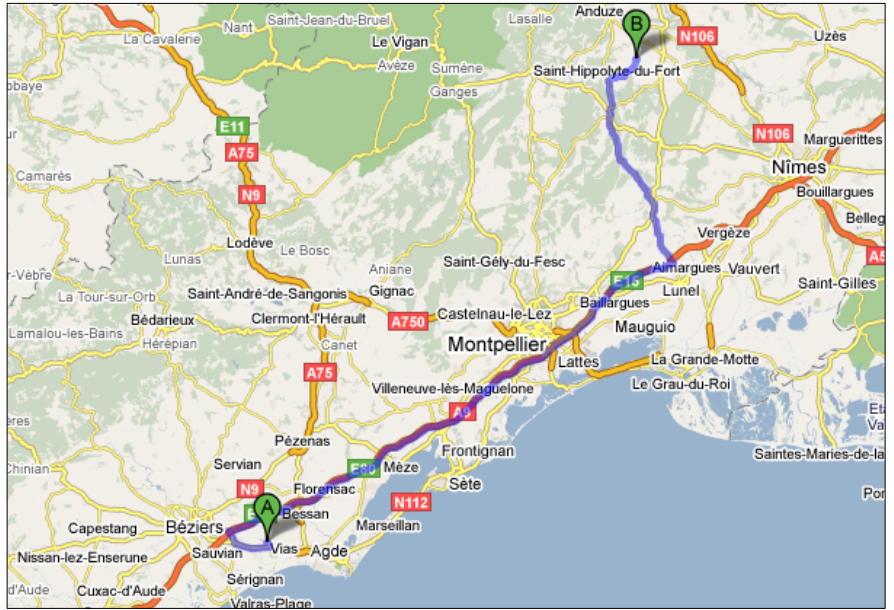 Saint-Jean-du-Bruel
Lasalle
Anduze
B
La Cavalerie
Nant
Le Vigan
N106
Uzès
Avèze
Sumène
Saint-Hippolyte-du-Fort
Ganges
E11
A75
N106
Marguerittes
Camarès
N9
Nîmes
Bouillargues
Lodève
Le Bosc
Vergèze
Lunas
Saint-Gély-du-Fesc
Aimargues
Vauvert
Aniane
E15
Saint-Gilles
La Tour-sur-Orb
Saint-André-de-Sangonis
Gignac
Lunel
Baillargues
Bédarieux
Clermont-l'Hérault
A750
Castelnau-le-Lez
Mauguio
Lamalou-les-Bains
Hérépian
Canet
Montpellier
Lattes
La Grande-Motte
A75
Villeneuve-lès-Maguelone
Le Grau-du-Roi
A9
Pézenas
Frontignan
Saintes-Maries-de-la
Servian
E80
Mèze
Sète
N9
Florensac
N112
A
Capestang
Béziers
Bessan
Marseillan
Nissan-lez-Enserune
Sauvian
Vias
Agde
Sérignan
Cuxac-d'Aude
Valras-Plage